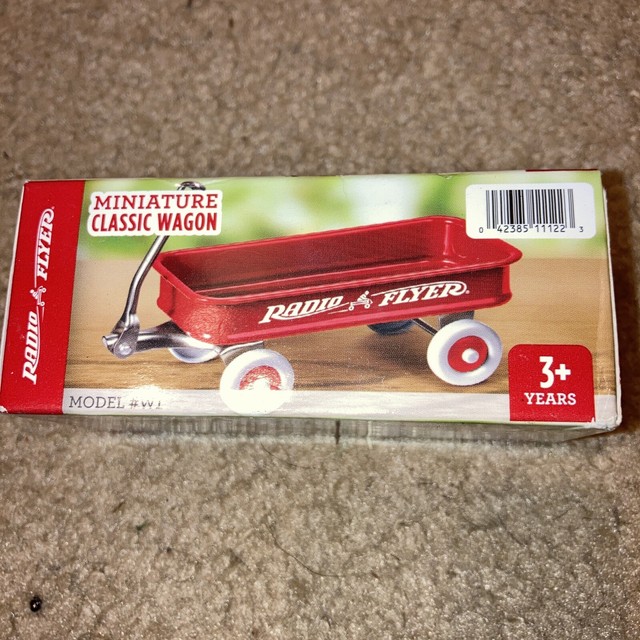 RADIO FLYER®
MINIATURE
CLASSIC WAGON
0 42385 11122 3
RADIO FLYER®
3+
YEARS
MODEL #W1